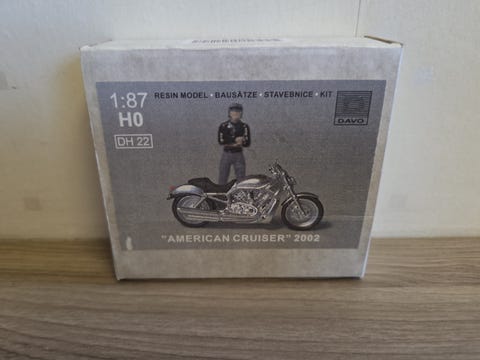 1:87 RESIN MODEL • BAUSÄTZE • STAVEBNICE • KIT
H0
DH 22
DAVO
"AMERICAN CRUISER" 2002